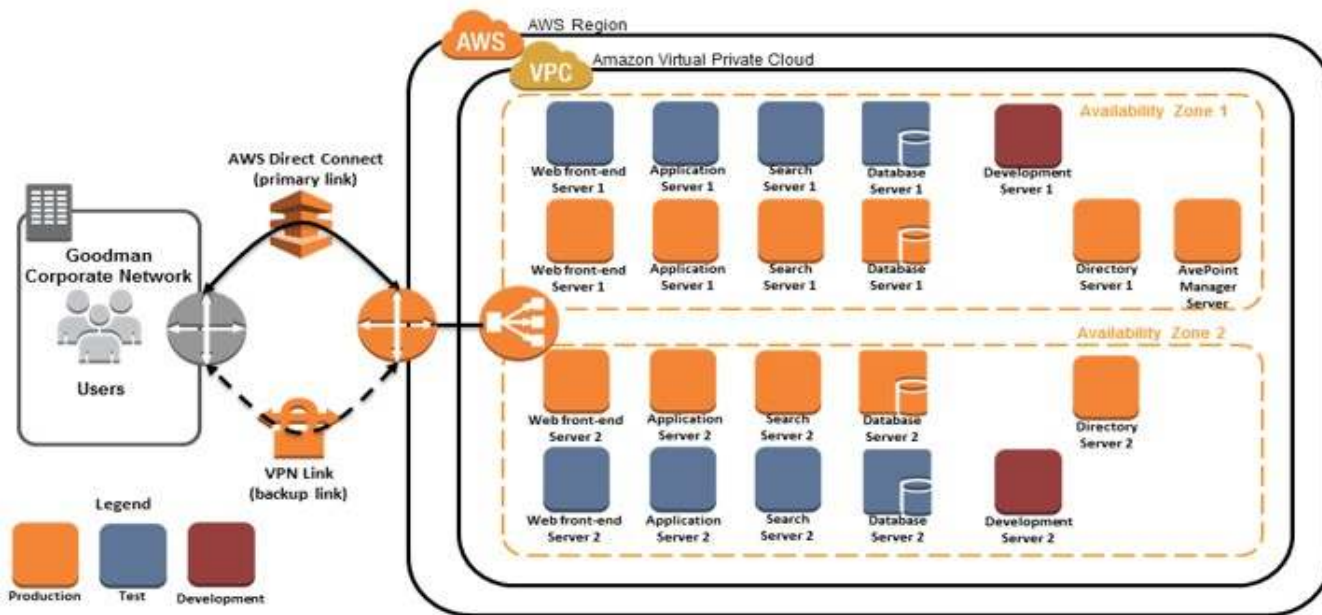 AWS Region
AWS
Amazon Virtual Private Cloud
VPC
Availability Zone 1
Web front-end
Server 1
Application
Server 1
Search
Server 1
Database
Server 1
Development
Server 1
Web front-end
Server 1
Application
Server 1
Search
Server 1
Database
Server 1
Directory
Server 1
AvePoint
Manager
Server
Availability Zone 2
Web front-end
Server 2
Application
Server 2
Search
Server 2
Database
Server 2
Directory
Server 2
Web front-end
Server 2
Application
Server 2
Search
Server 2
Database
Server 2
Development
Server 2
AWS Direct Connect
(primary link)
Goodman
Corporate Network
Users
VPN Link
(backup link)
Legend
Production
Test
Development